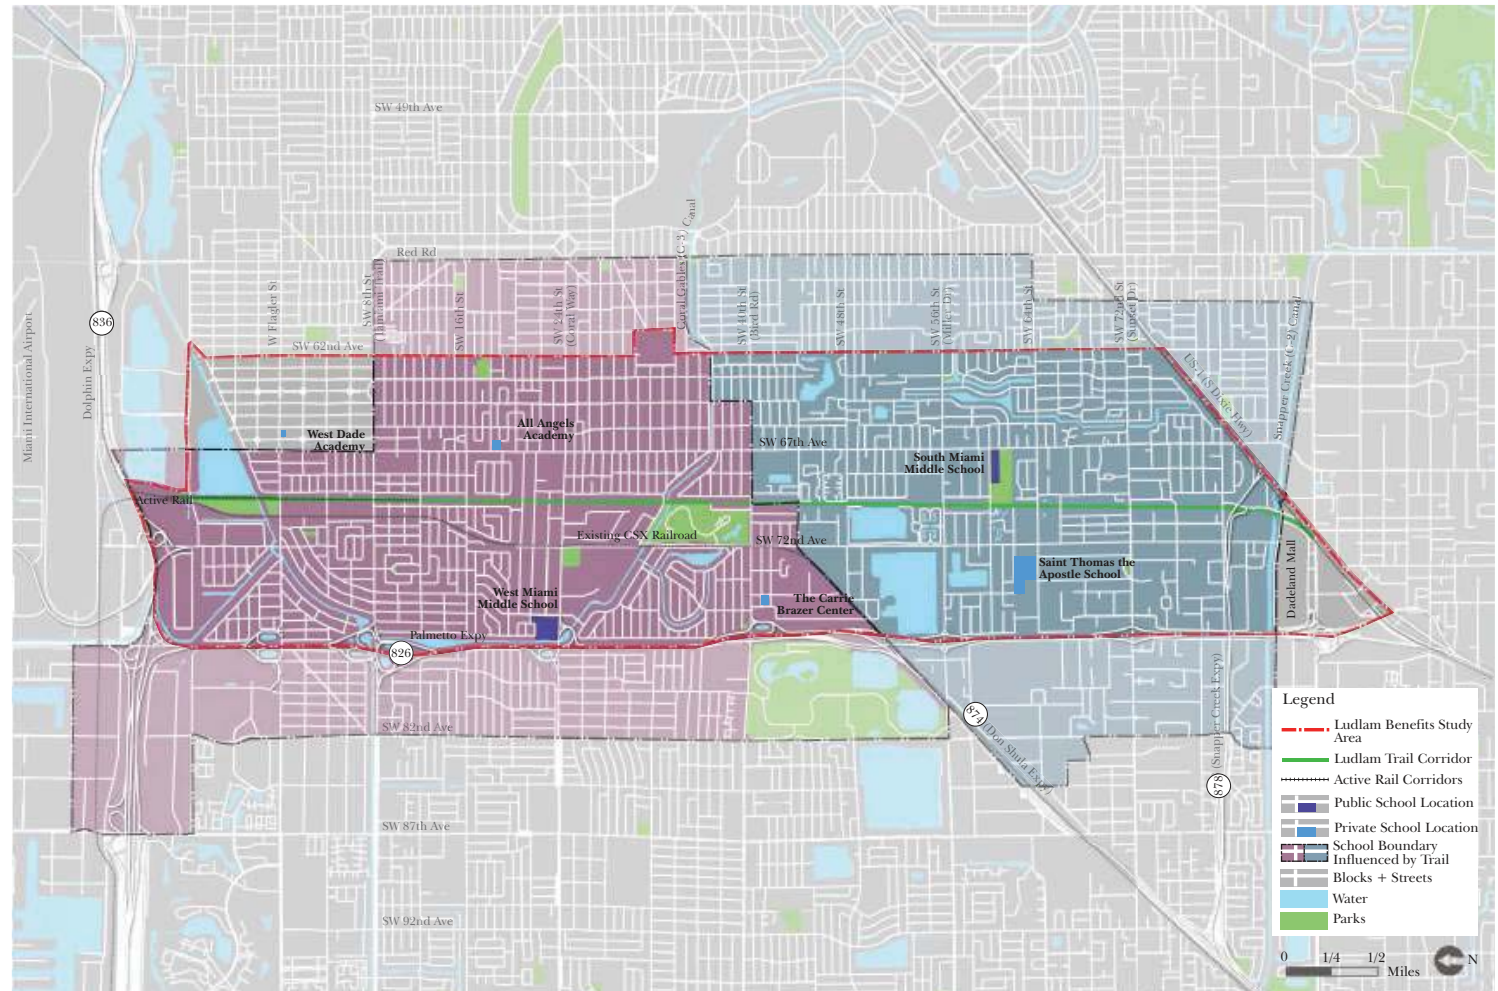 SW 49th Ave
Red Rd
Coral Gables (C-3) Canal
Miami International Airport
836
Dolphin Expy
W Flagler St
SW 8th St
(Tamiami Trail)
SW 16th St
SW 24th St
(Coral Way)
SW 40th St
(Bird Rd)
SW 48th St
SW 56th St
(Miller Dr)
SW 64th St
SW 72nd St
(Sunset Dr)
SW 62nd Ave
US-1 (S Dixie Hwy)
Snapper Creek (C-2) Canal
West Dade
Academy
All Angels
Academy
SW 67th Ave
South Miami
Middle School
Active Rail
Existing CSX Railroad
SW 72nd Ave
Saint Thomas the
Apostle School
Dadeland Mall
West Miami
Middle School
The Carrie
Brazer Center
Palmetto Expy
826
SW 82nd Ave
874
(Don Shula Expy)
(Snapper Creek Expy)
878
SW 87th Ave
SW 92nd Ave
Legend
Ludlam Benefits Study
Area
Ludlam Trail Corridor
Active Rail Corridors
Public School Location
Private School Location
School Boundary
Influenced by Trail
Blocks + Streets
Water
Parks
0 1/4 1/2
Miles
N